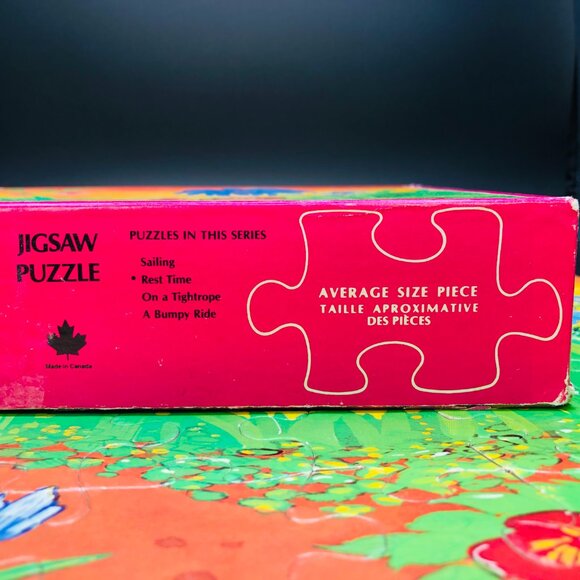 JIGSAW
PUZZLE
Made in Canada
PUZZLES IN THIS SERIES
Sailing
• Rest Time
On a Tightrope
A Bumpy Ride
AVERAGE SIZE PIECE
TAILLE APROXIMATIVE
DES PIÈCES